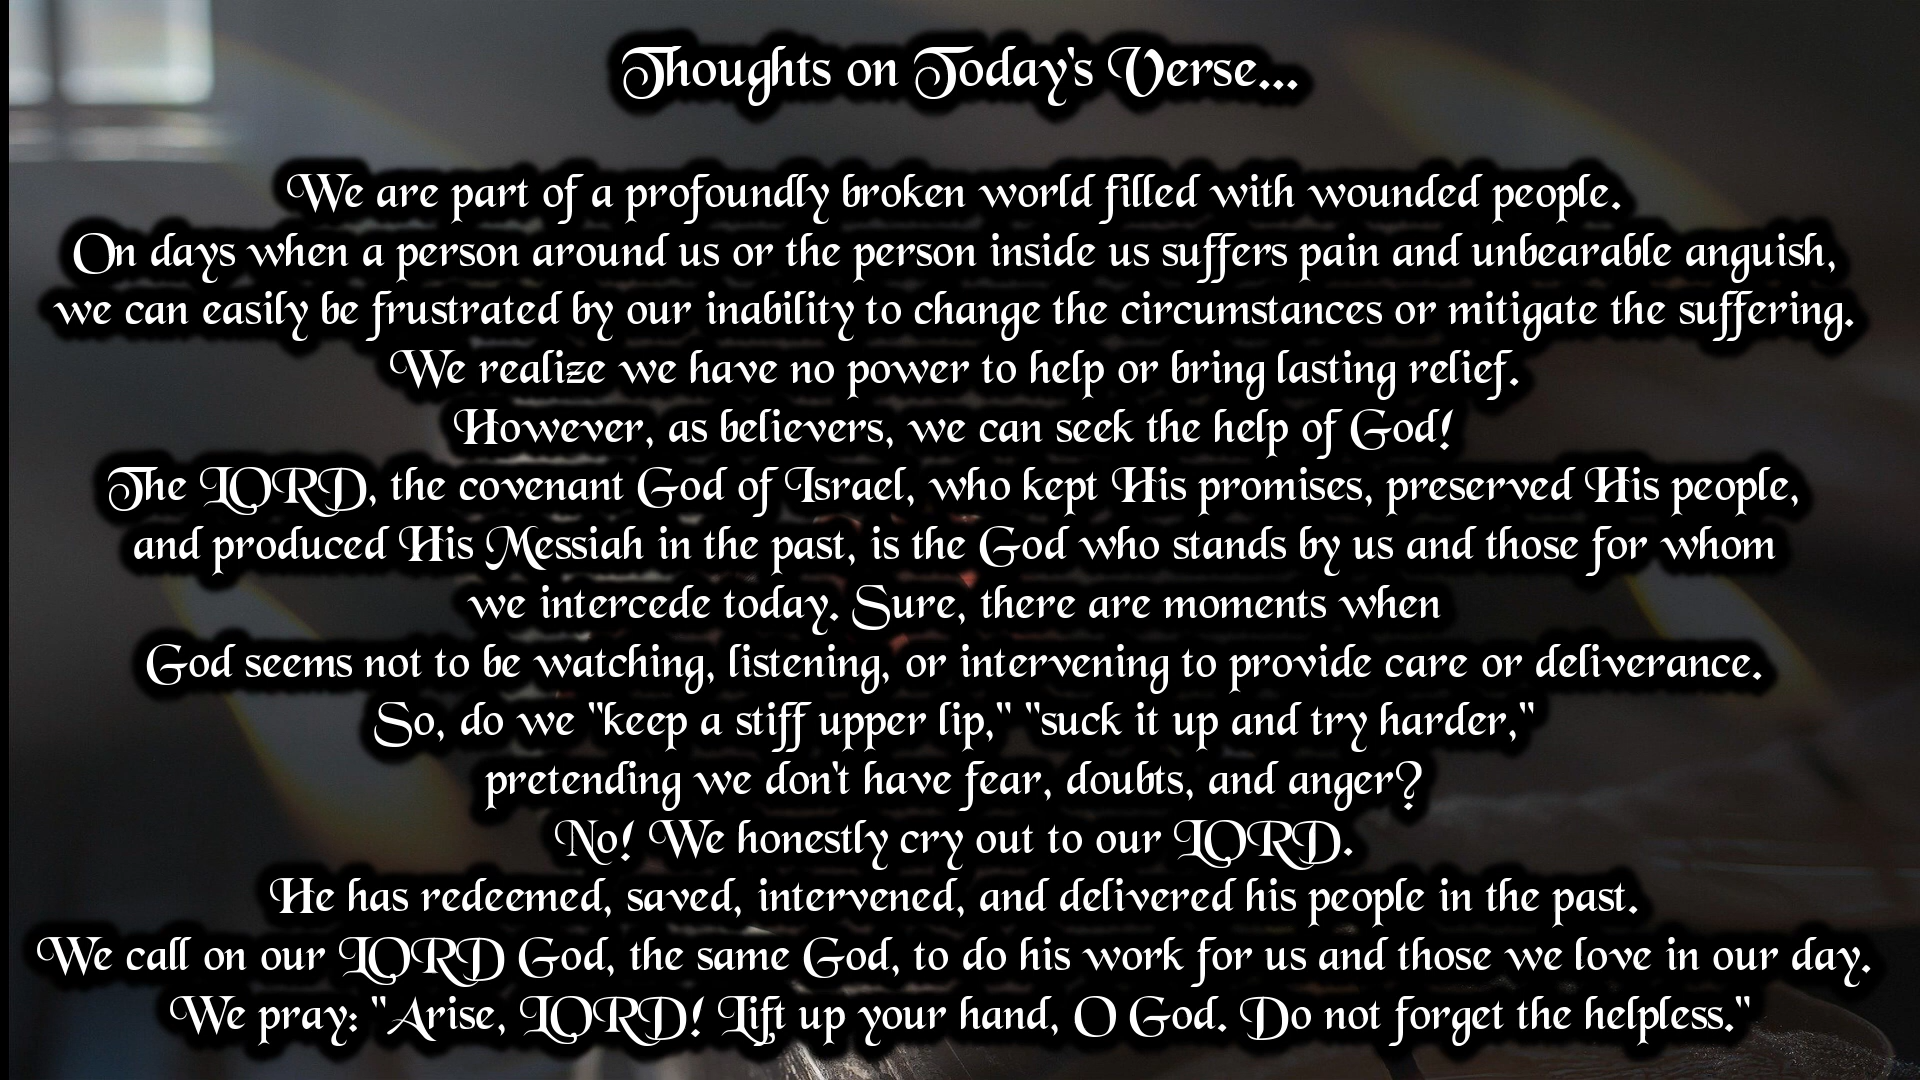 Thoughts on Today's Verse...
We are part of a profoundly broken world filled with wounded people.
On days when a person around us or the person inside us suffers pain and unbearable anguish,
we can easily be frustrated by our inability to change the circumstances or mitigate the suffering.
We realize we have no power to help or bring lasting relief.
However, as believers, we can seek the help of God!
The LORD, the covenant God of Israel, who kept His promises, preserved His people,
and produced His Messiah in the past, is the God who stands by us and those for whom
we intercede today. Sure, there are moments when
God seems not to be watching, listening, or intervening to provide care or deliverance.
So, do we "keep a stiff upper lip," "suck it up and try harder,"
pretending we don't have fear, doubts, and anger?
No! We honestly cry out to our LORD.
He has redeemed, saved, intervened, and delivered his people in the past.
We call on our LORD God, the same God, to do his work for us and those we love in our day.
We pray: "Arise, LORD! Lift up your hand, O God. Do not forget the helpless."